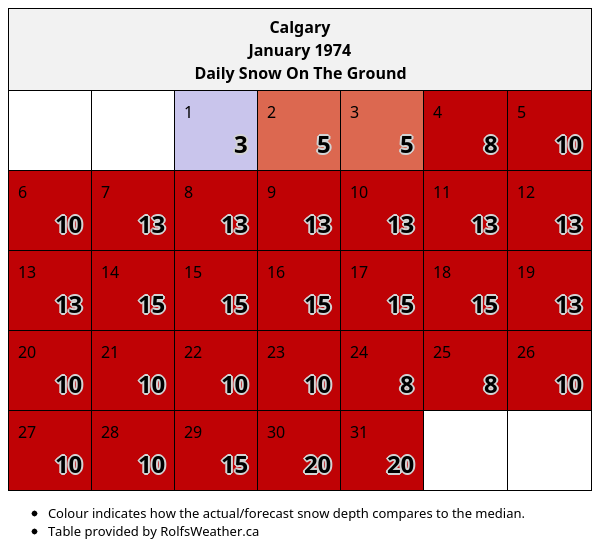 Calgary
January 1974
Daily Snow On The Ground
1 2 3 4 5
3 5 5 8 10
6 7 8 9 10 11 12
10 13 13 13 13 13 13
13 14 15 16 17 18 19
13 15 15 15 15 15 13
20 21 22 23 24 25 26
10 10 10 10 8 8 10
27 28 29 30 31
10 10 15 20 20
• Colour indicates how the actual/forecast snow depth compares to the median.
• Table provided by RolfsWeather.ca